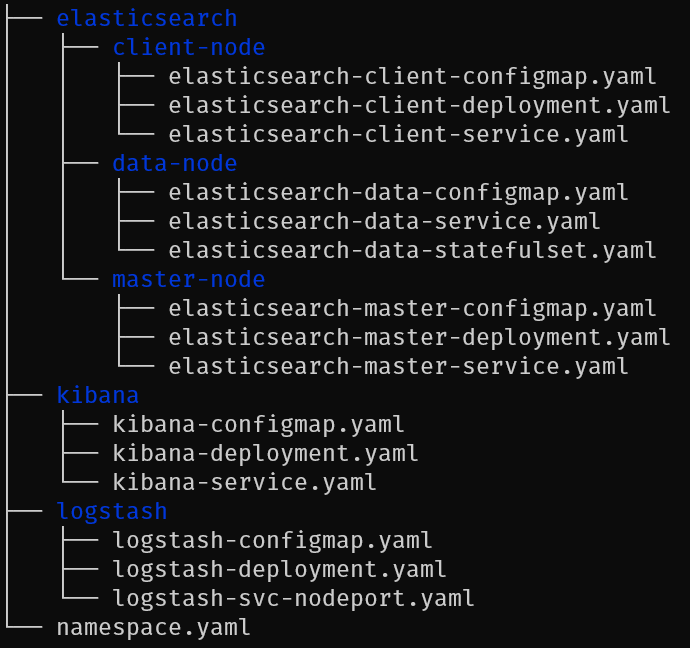 elasticsearch
client-node
elasticsearch-client-configmap.yaml
elasticsearch-client-deployment.yaml
elasticsearch-client-service.yaml
data-node
elasticsearch-data-configmap.yaml
elasticsearch-data-service.yaml
elasticsearch-data-statefulset.yaml
master-node
elasticsearch-master-configmap.yaml
elasticsearch-master-deployment.yaml
elasticsearch-master-service.yaml
kibana
kibana-configmap.yaml
kibana-deployment.yaml
kibana-service.yaml
logstash
logstash-configmap.yaml
logstash-deployment.yaml
logstash-svc-nodeport.yaml
namespace.yaml